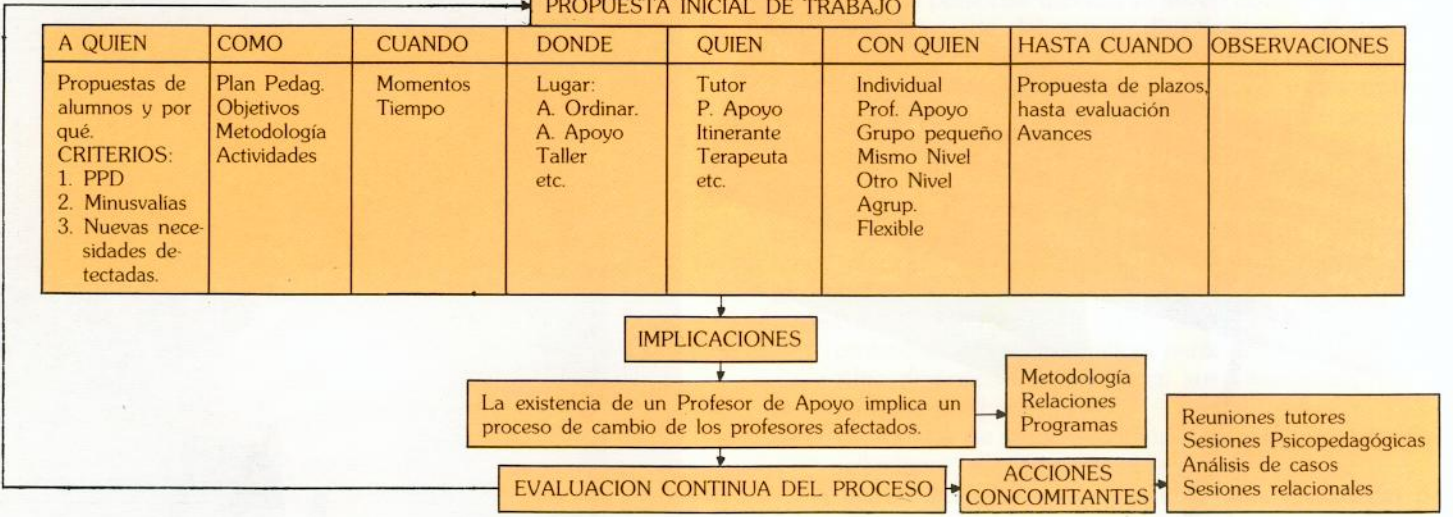 PROPUESTA INICIAL DE TRABAJO
A QUIEN
Propuestas de
alumnos y por
qué.
CRITERIOS:
1. PPD
2. Minusvalías
3. Nuevas nece-
sidades de-
tectadas.
COMO
Plan Pedag.
Objetivos
Metodología
Actividades
CUANDO
Momentos
Tiempo
DONDE
Lugar:
A. Ordinar.
A. Apoyo
Taller
etc.
QUIEN
Tutor
P. Apoyo
Itinerante
Terapeuta
etc.
CON QUIEN
Individual
Prof. Apoyo
Grupo pequeño
Mismo Nivel
Otro Nivel
Agrup.
Flexible
HASTA CUANDO
Propuesta de plazos,
hasta evaluación
Avances
OBSERVACIONES
IMPLICACIONES
La existencia de un Profesor de Apoyo implica un
proceso de cambio de los profesores afectados.
Metodología
Relaciones
Programas
EVALUACION CONTINUA DEL PROCESO
ACCIONES
CONCOMITANTES
Reuniones tutores
Sesiones Psicopedagógicas
Análisis de casos
Sesiones relacionales